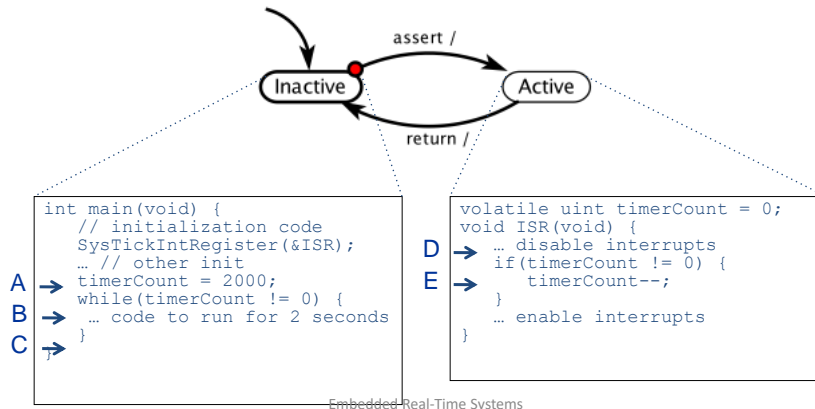 assert /
Inactive
Active
return /
int main(void) {
// initialization code
SysTickIntRegister(&ISR);
… // other init
A
timerCount = 2000;
while(timerCount != 0) {
B
… code to run for 2 seconds
}
C
}
volatile uint timerCount = 0;
void ISR(void) {
D
… disable interrupts
if(timerCount != 0) {
E
timerCount--;
}
… enable interrupts
}
Embedded Real-Time Systems